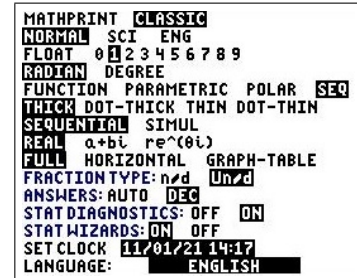 MATHPRINT CLASSIC
NORMAL SCI ENG
FLOAT 0 1 2 3 4 5 6 7 8 9
RADIAN DEGREE
FUNCTION PARAMETRIC POLAR SEQ
THICK DOT-THICK THIN DOT-THIN
SEQUENTIAL SIMUL
REAL a+bi re^(θi)
FULL HORIZONTAL GRAPH-TABLE
FRACTION TYPE: n/d Un/d
ANSWERS: AUTO DEC
STAT DIAGNOSTICS: OFF ON
STAT WIZARDS: ON OFF
SET CLOCK 11/01/21 14:17
LANGUAGE: ENGLISH